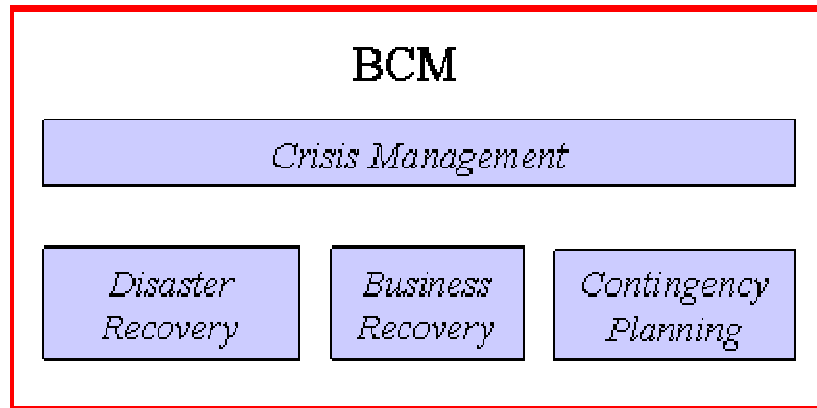 BCM
Crisis Management
Disaster
Recovery
Business
Recovery
Contingency
Planning